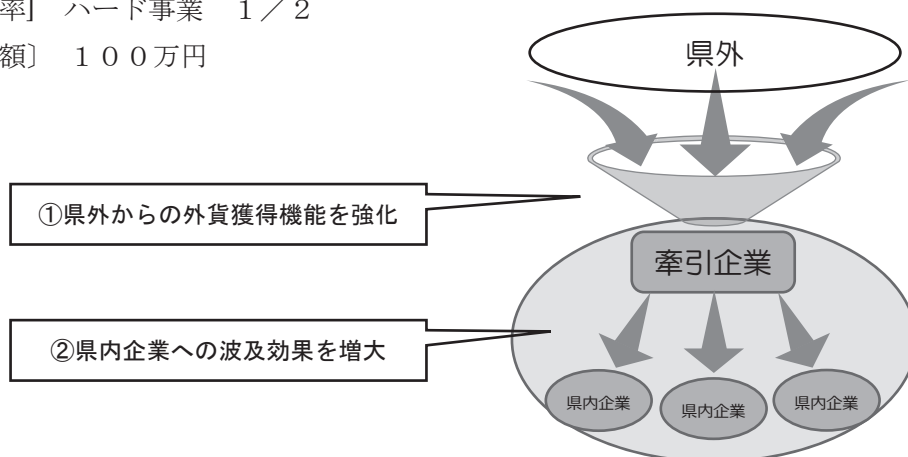 率］ ハード事業 １／２
額〕 １００万円
県外
①県外からの外貨獲得機能を強化
牽引企業
②県内企業への波及効果を増大
県内企業
県内企業
県内企業